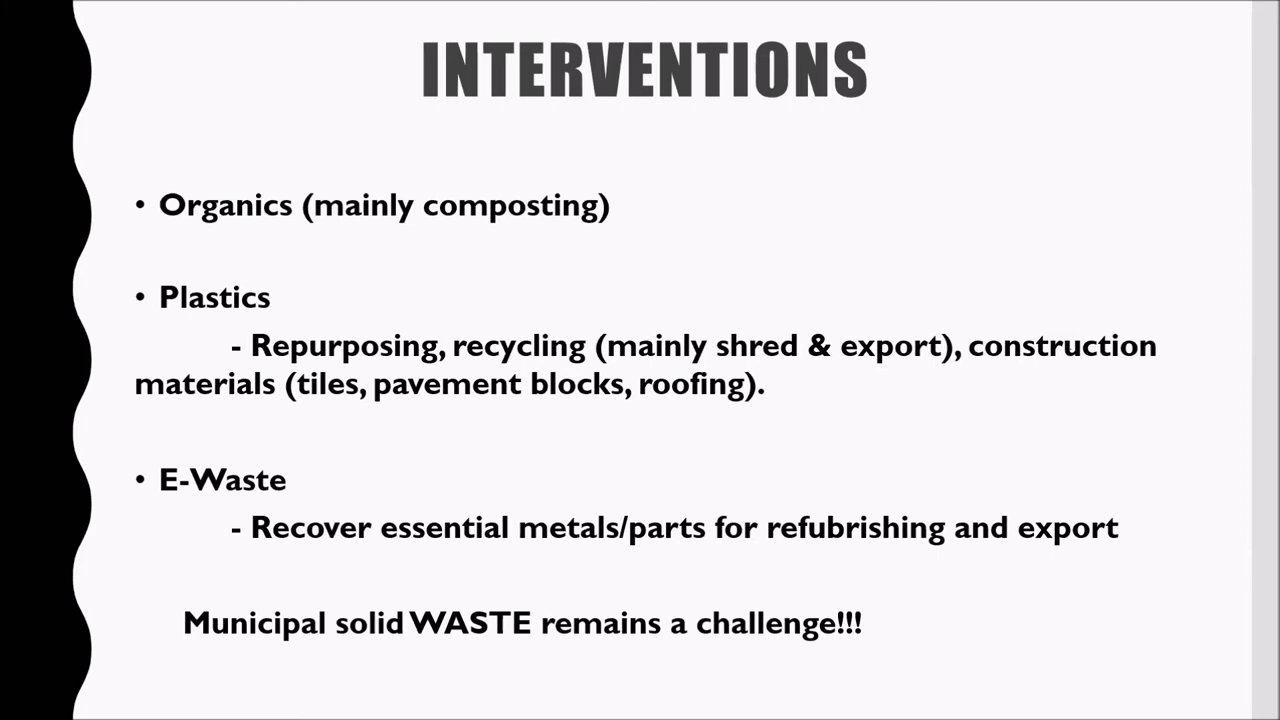 INTERVENTIONS
• Organics (mainly composting)
• Plastics
- Repurposing, recycling (mainly shred & export), construction
materials (tiles, pavement blocks, roofing).
• E-Waste
- Recover essential metals/parts for refubrishing and export
Municipal solid WASTE remains a challenge!!!